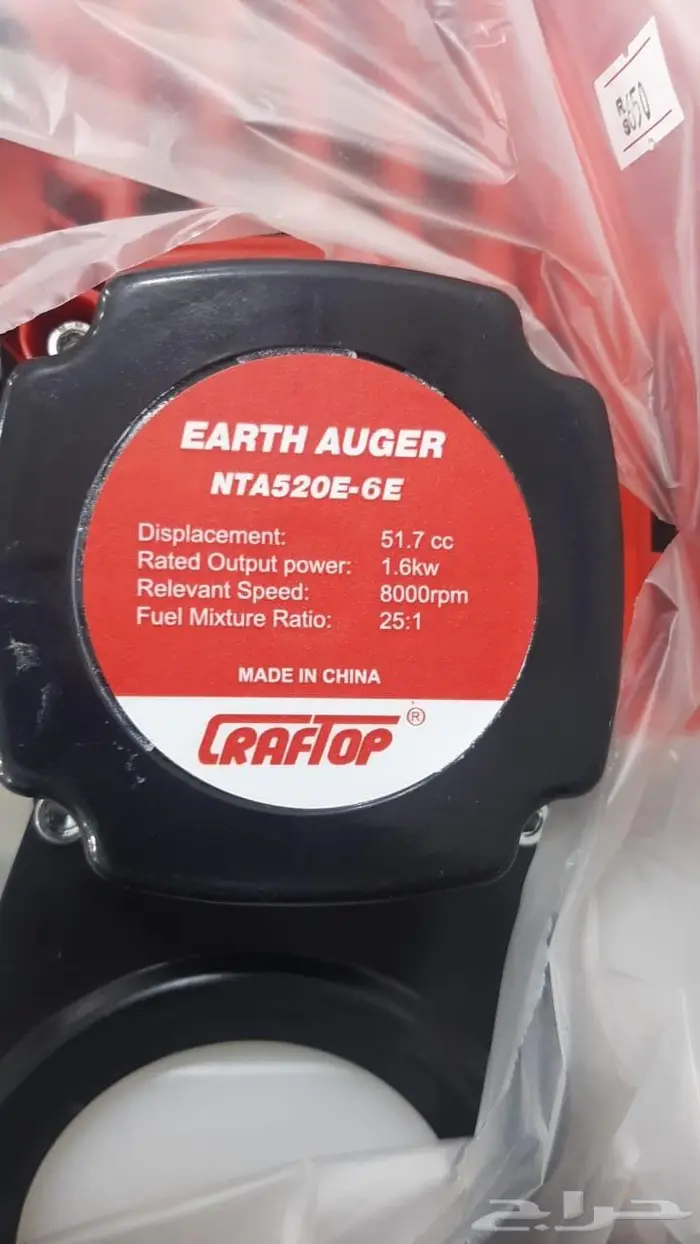 R/S 650
EARTH AUGER
NTA520E-6E
Displacement: 51.7 cc
Rated Output power: 1.6kw
Relevant Speed: 8000rpm
Fuel Mixture Ratio: 25:1
MADE IN CHINA
CRAFTOP ®
حراج